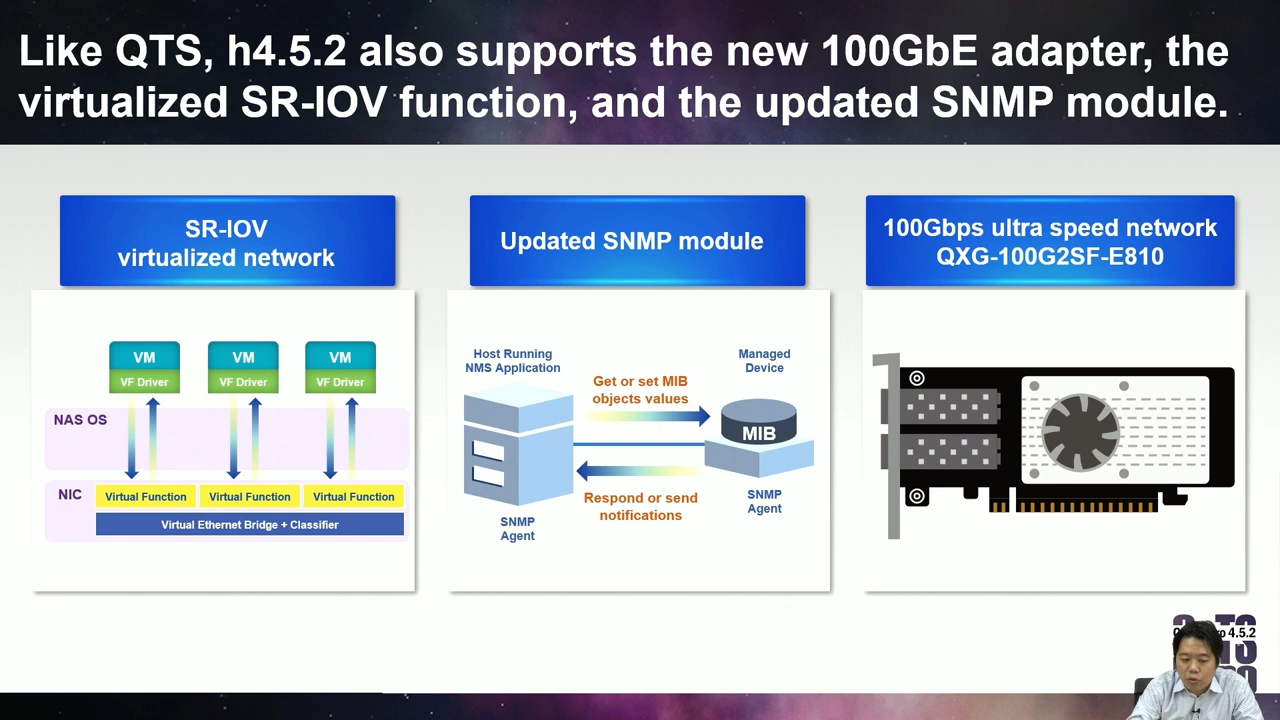 Like QTS, h4.5.2 also supports the new 100GbE adapter, the
virtualized SR-IOV function, and the updated SNMP module.
SR-IOV
virtualized network
VM
VF Driver
VM
VF Driver
VM
VF Driver
NAS OS
NIC
Virtual Function
Virtual Function
Virtual Function
Virtual Ethernet Bridge + Classifier
Updated SNMP module
Host Running
NMS Application
Get or set MIB
objects values
Managed
Device
MIB
Respond or send
notifications
SNMP
Agent
SNMP
Agent
100Gbps ultra speed network
QXG-100G2SF-E810
4.5.2